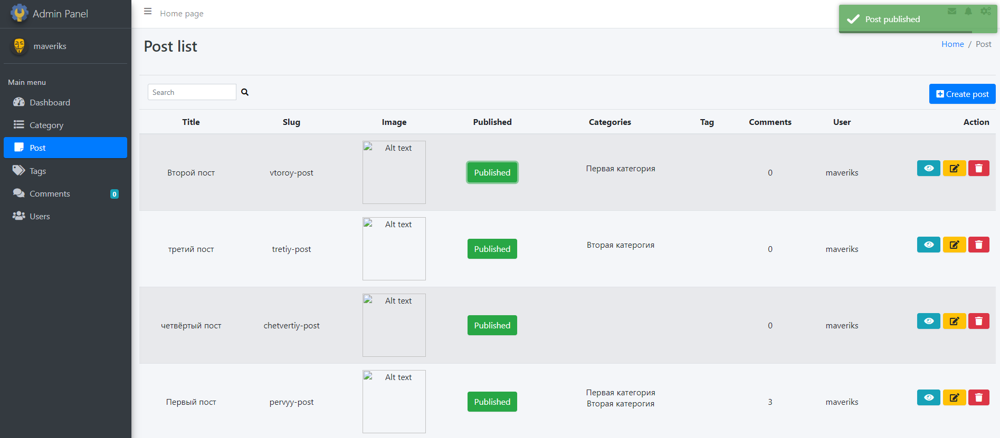 Admin Panel
Home page
Post published
maveriks
Post list
Home / Post
Main menu
Dashboard
Category
Post
Tags
Comments 0
Users
Search
Create post
Title Slug Image Published Categories Tag Comments User Action
Alt text
Второй пост vtoroy-post Published Первая категория 0 maveriks
Alt text
третий пост tretiy-post Published Вторая катерогия 0 maveriks
Alt text
четвёртый пост chetvertiy-post Published 0 maveriks
Alt text
Первый пост pervyy-post Published Первая категория 3 maveriks
Вторая катерогия